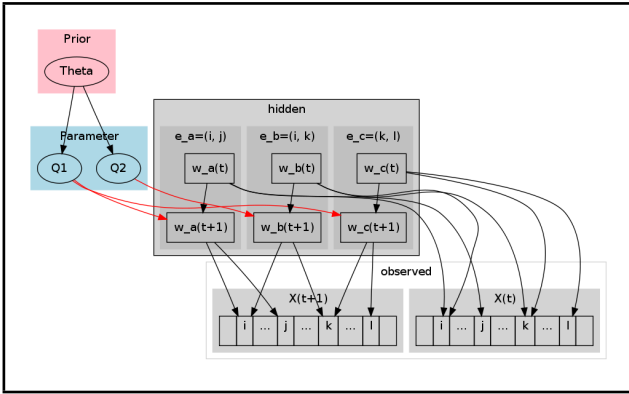 Prior
Theta
Parameter
Q1
Q2
hidden
e_a=(i, j)
e_b=(i, k)
e_c=(k, l)
w_a(t)
w_b(t)
w_c(t)
w_a(t+1)
w_b(t+1)
w_c(t+1)
observed
X(t+1)
i ... j ... k ... l
X(t)
i ... j ... k ... l